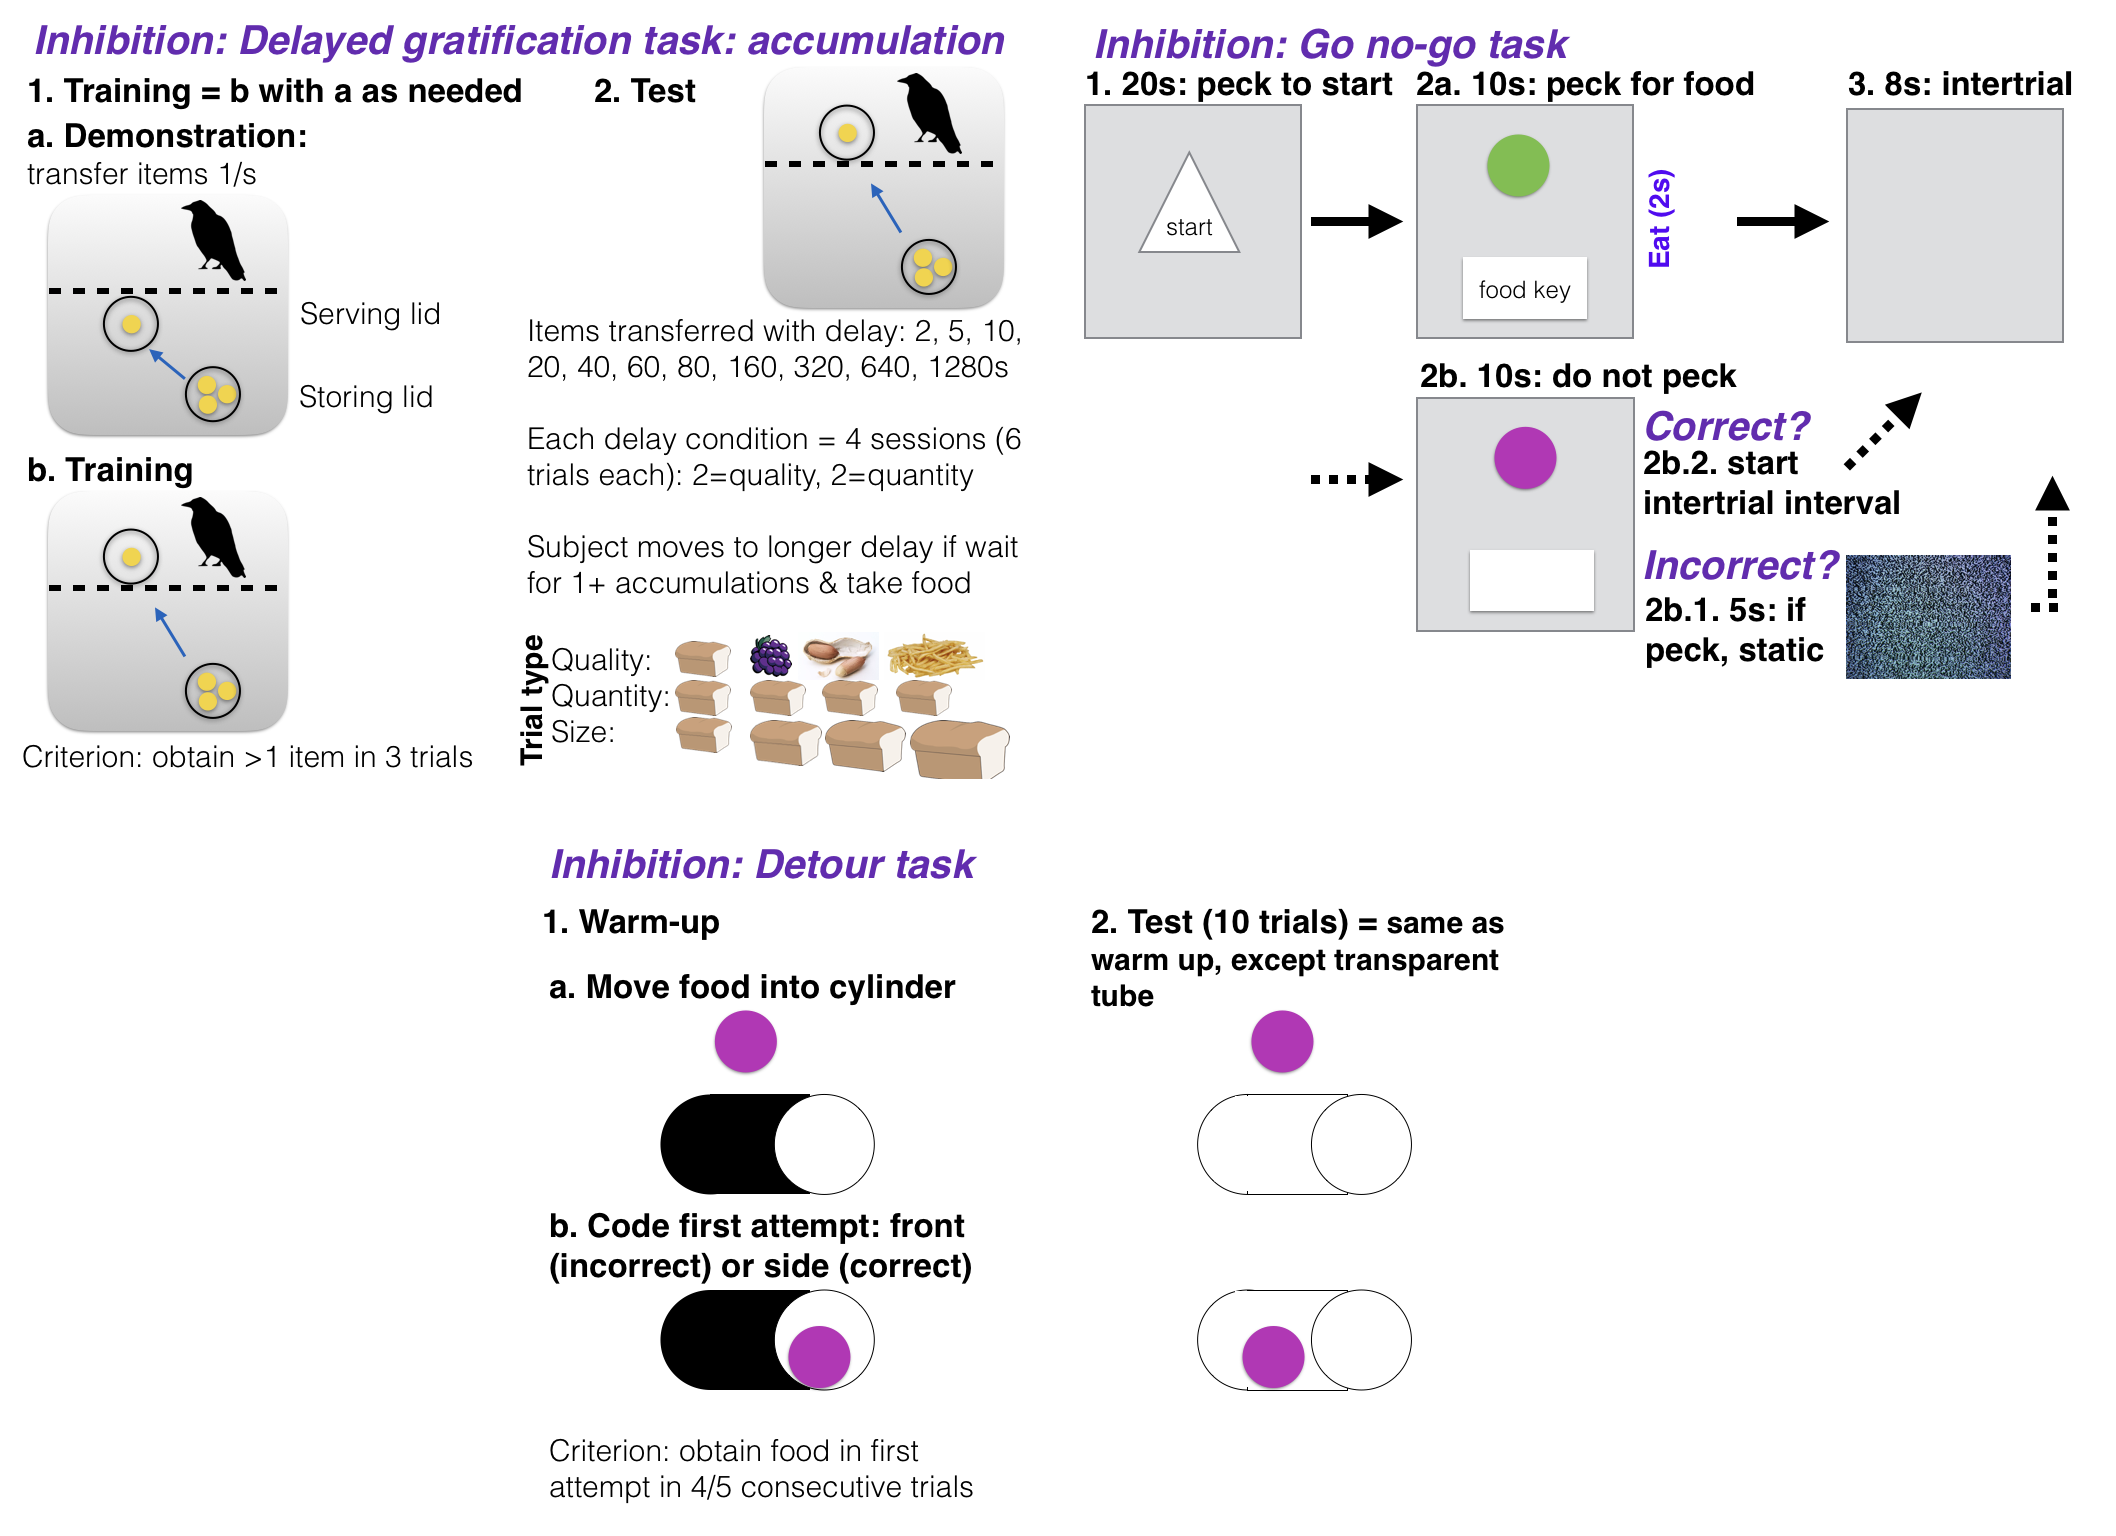 Inhibition: Delayed gratification task: accumulation
1. Training = b with a as needed
a. Demonstration:
transfer items 1/s
Serving lid
Storing lid
b. Training
Criterion: obtain >1 item in 3 trials
2. Test
Items transferred with delay: 2, 5, 10,
20, 40, 60, 80, 160, 320, 640, 1280s
Each delay condition = 4 sessions (6
trials each): 2=quality, 2=quantity
Subject moves to longer delay if wait
for 1+ accumulations & take food
Trial type
Quality:
Quantity:
Size:
Inhibition: Go no-go task
1. 20s: peck to start
start
2a. 10s: peck for food
food key
Eat (2s)
3. 8s: intertrial
2b. 10s: do not peck
Correct?
2b.2. start
intertrial interval
Incorrect?
2b.1. 5s: if
peck, static
Inhibition: Detour task
1. Warm-up
a. Move food into cylinder
b. Code first attempt: front
(incorrect) or side (correct)
Criterion: obtain food in first
attempt in 4/5 consecutive trials
2. Test (10 trials) = same as
warm up, except transparent
tube